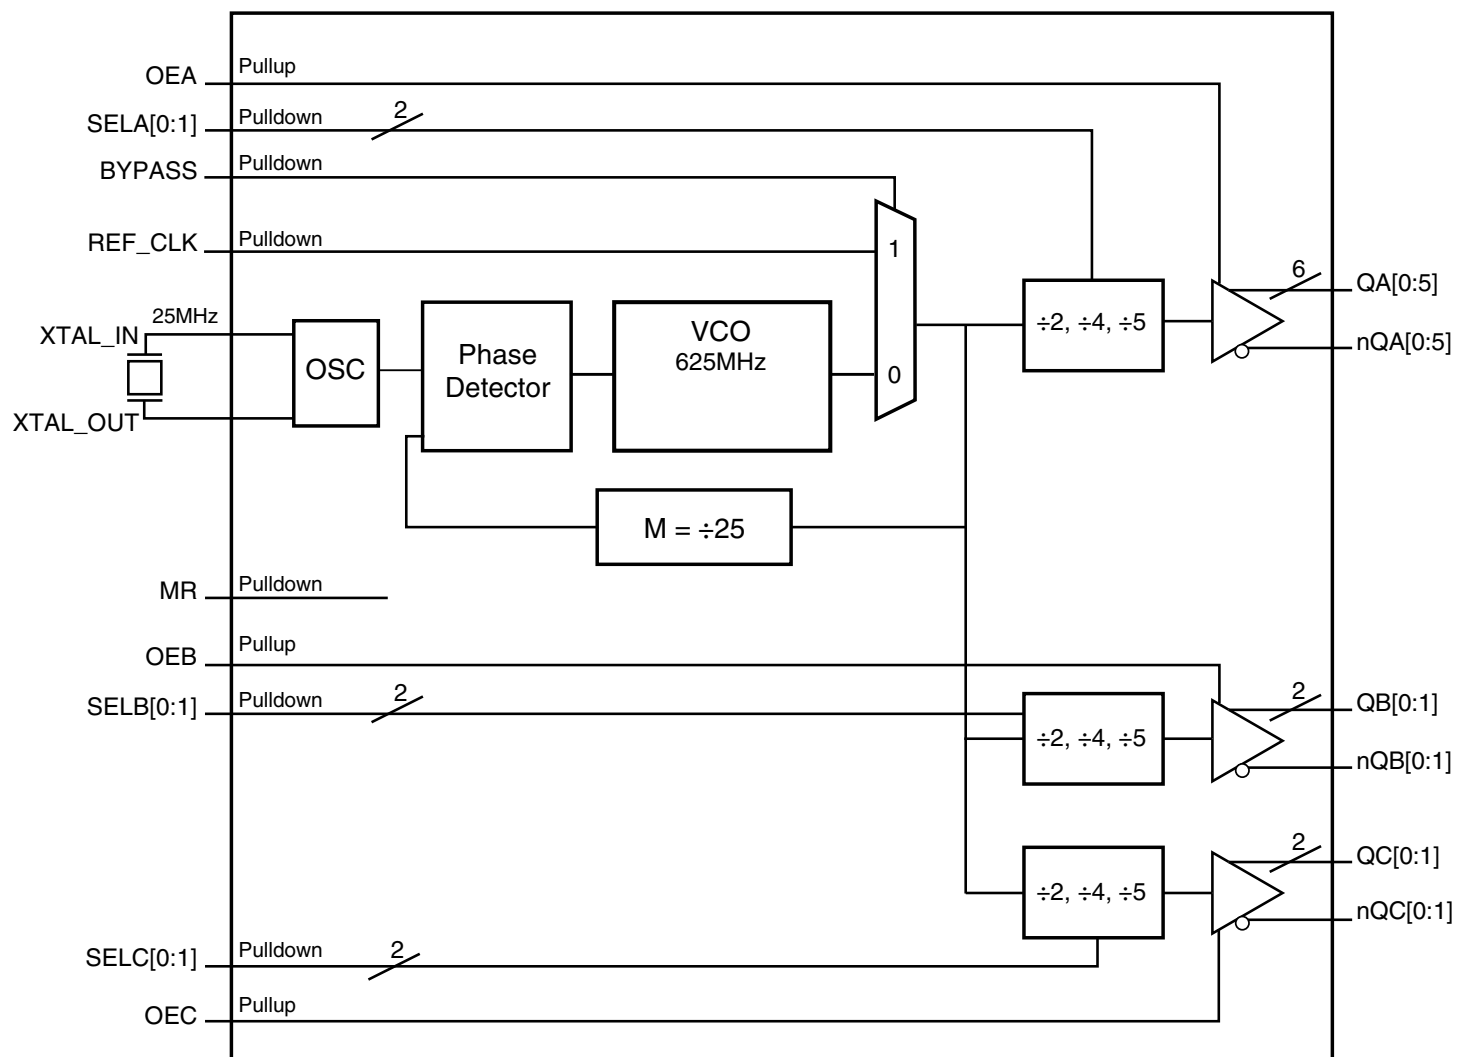 OEA Pullup
SELA[0:1] Pulldown 2
BYPASS Pulldown
REF_CLK Pulldown
1
6 QA[0:5]
nQA[0:5]
÷2, ÷4, ÷5
25MHz
XTAL_IN
XTAL_OUT
OSC
Phase
Detector
VCO
625MHz
0
M = ÷25
MR Pulldown
OEB Pullup
SELB[0:1] Pulldown 2
÷2, ÷4, ÷5
2 QB[0:1]
nQB[0:1]
÷2, ÷4, ÷5
2 QC[0:1]
nQC[0:1]
SELC[0:1] Pulldown 2
OEC Pullup